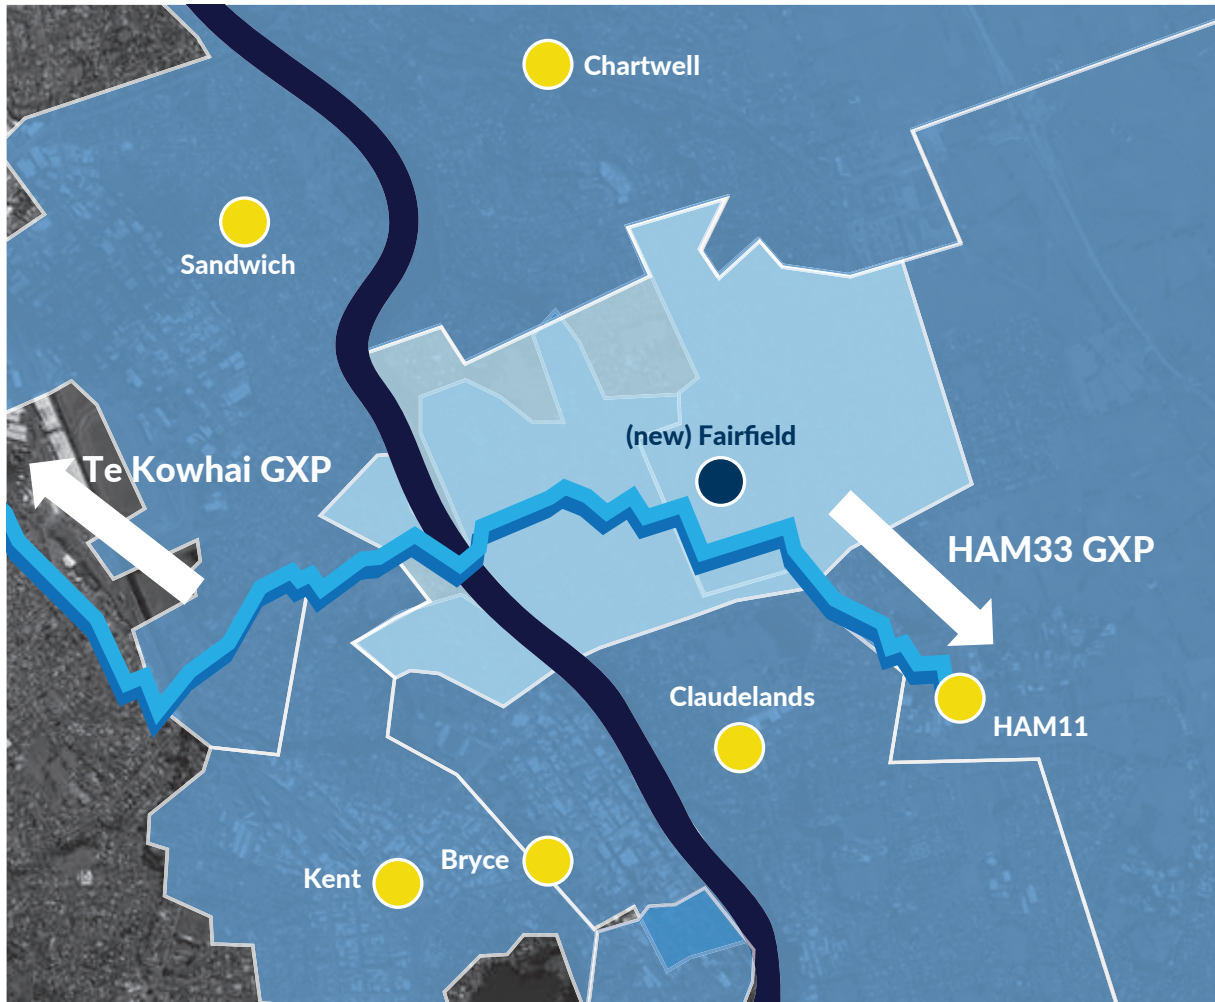 Chartwell
Sandwich
(new) Fairfield
Te Kowhai GXP
HAM33 GXP
Claudelands
HAM11
Bryce
Kent